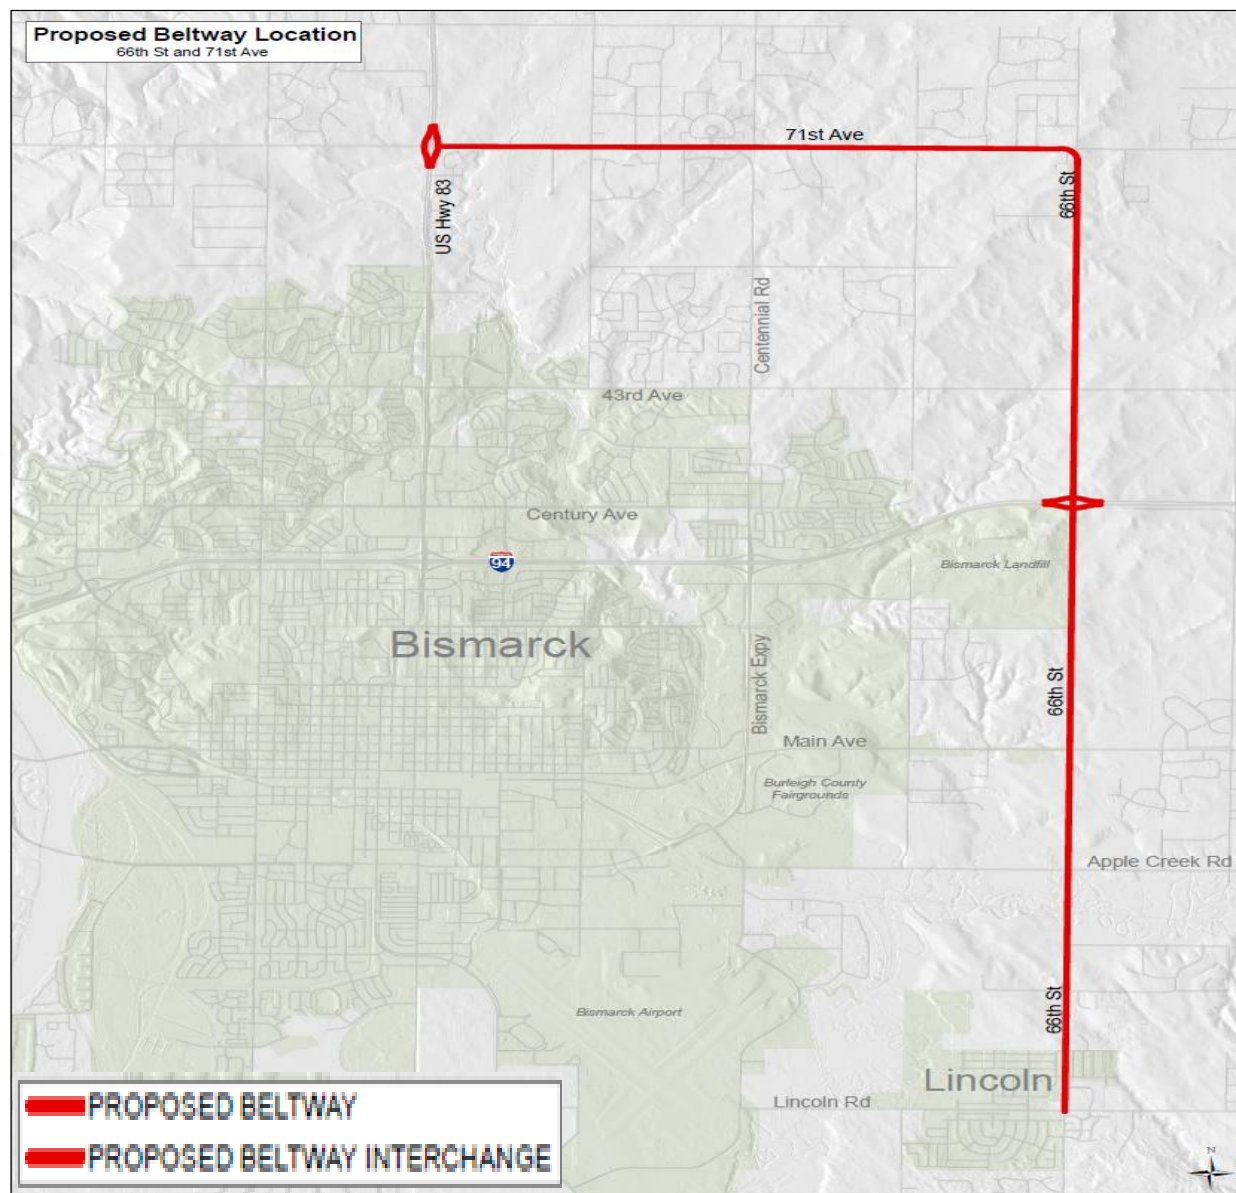 Proposed Beltway Location
66th St and 71st Ave
71st Ave
66th St
US Hwy 83
Centennial Rd
43rd Ave
Century Ave
94
Bismarck Landfill
Bismarck
Bismarck Expy
66th St
Main Ave
Burleigh County
Fairgrounds
Apple Creek Rd
66th St
Bismarck Airport
Lincoln
Lincoln Rd
PROPOSED BELTWAY
PROPOSED BELTWAY INTERCHANGE
N